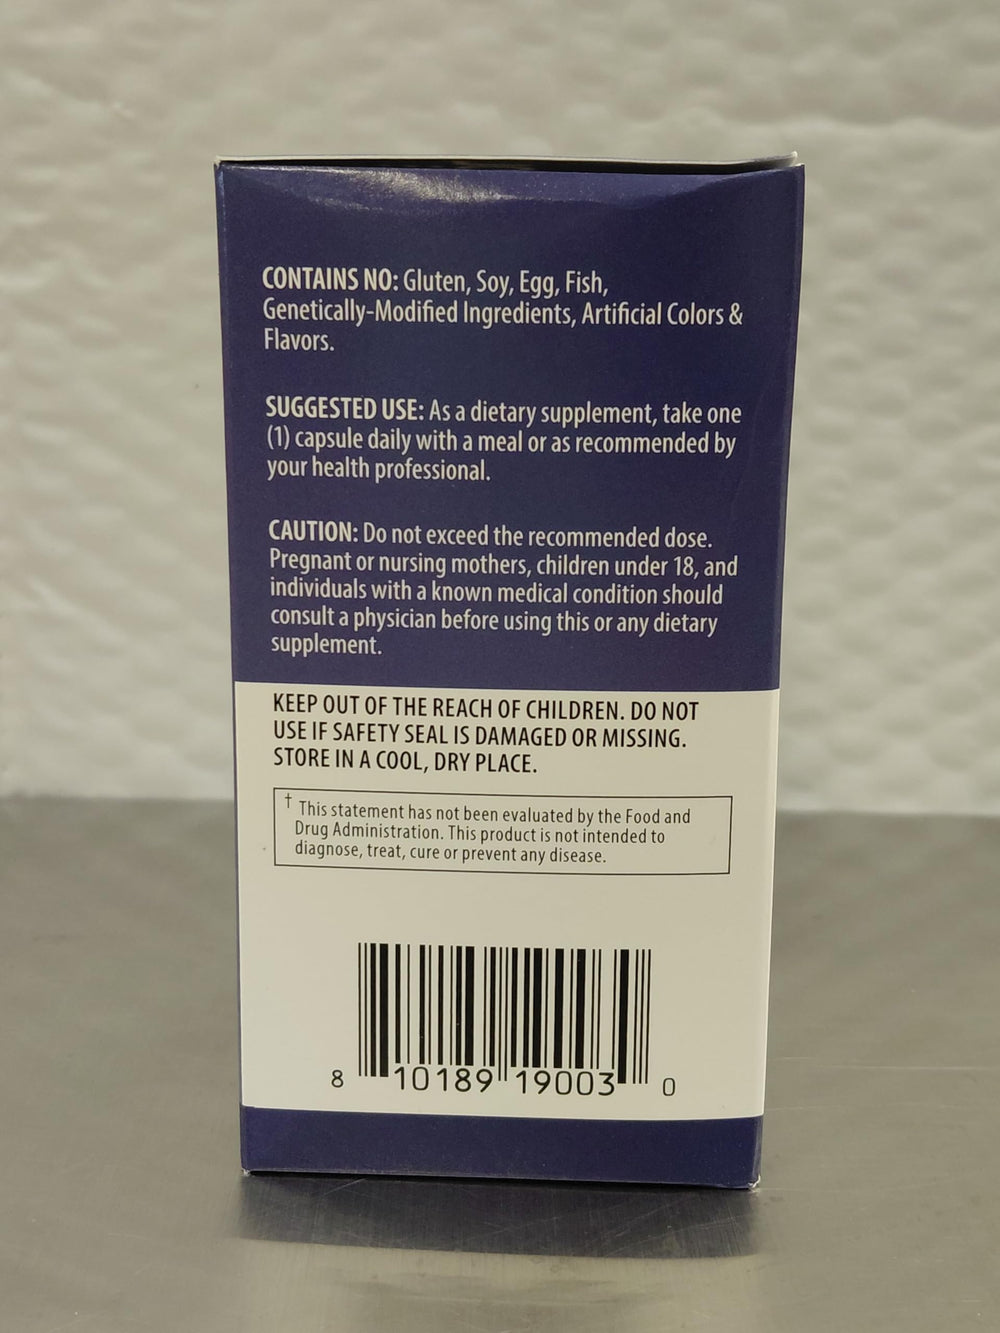 CONTAINS NO: Gluten, Soy, Egg, Fish,
Genetically-Modified Ingredients, Artificial Colors &
Flavors.
SUGGESTED USE: As a dietary supplement, take one
(1) capsule daily with a meal or as recommended by
your health professional.
CAUTION: Do not exceed the recommended dose.
Pregnant or nursing mothers, children under 18, and
individuals with a known medical condition should
consult a physician before using this or any dietary
supplement.
KEEP OUT OF THE REACH OF CHILDREN. DO NOT
USE IF SAFETY SEAL IS DAMAGED OR MISSING.
STORE IN A COOL, DRY PLACE.
† This statement has not been evaluated by the Food and
Drug Administration. This product is not intended to
diagnose, treat, cure or prevent any disease.
8 10189 19003 0